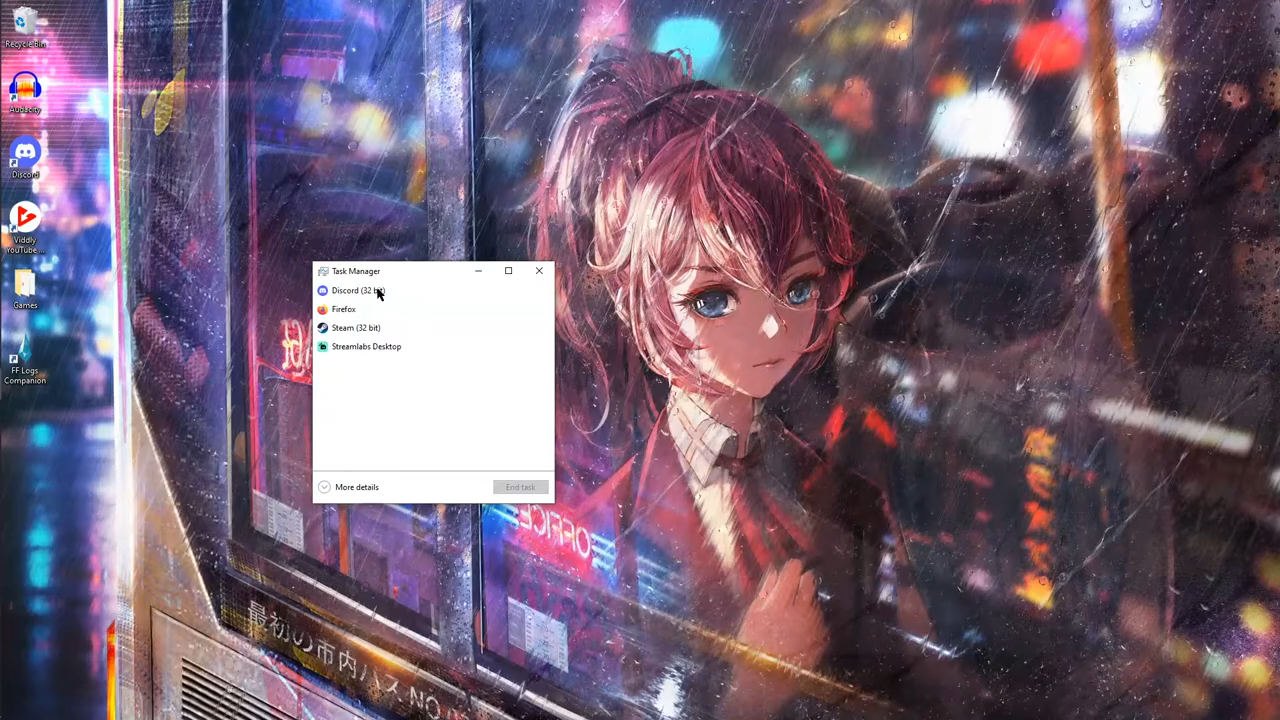 Recycle Bin
Audacity
Discord
Viddly
YouTube ...
Games
FF Logs
Companion
Task Manager
Discord (32 bit)
Firefox
Steam (32 bit)
Streamlabs Desktop
More details
End task
OFFICE
最初の市内バス NO